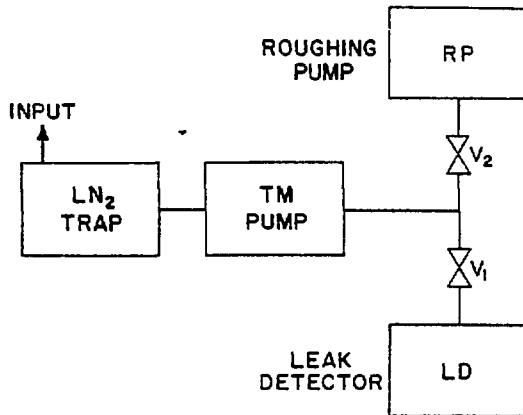 ROUGHING
PUMP
RP
INPUT
V2
LN2
TRAP
TM
PUMP
V1
LEAK
DETECTOR
LD